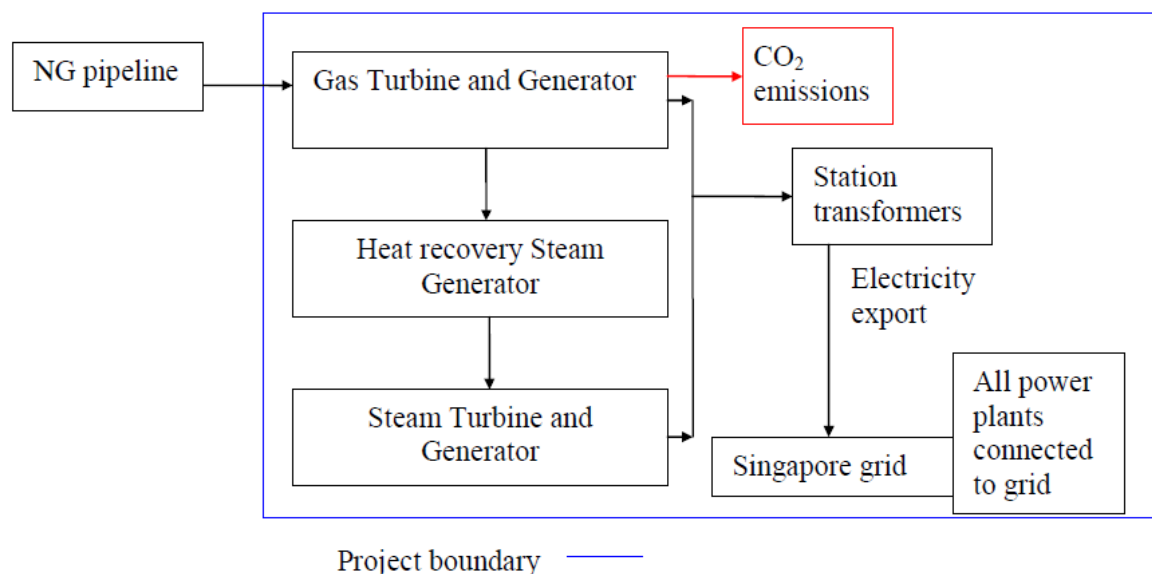 NG pipeline
Gas Turbine and Generator
CO₂
emissions
Station
transformers
Heat recovery Steam
Generator
Electricity
export
Steam Turbine and
Generator
All power
plants
connected
to grid
Singapore grid
Project boundary